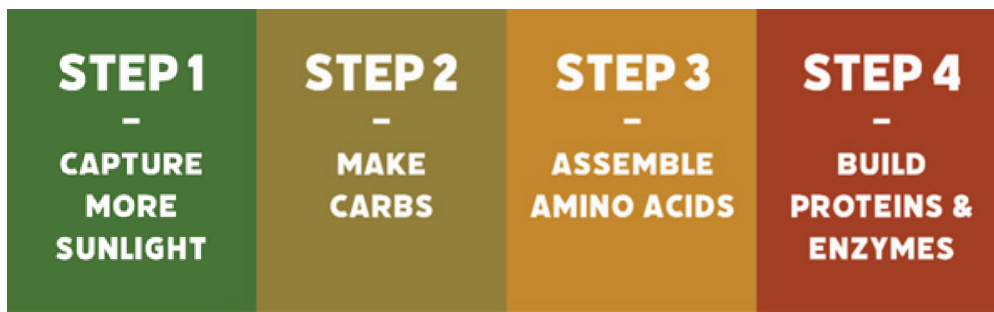 STEP 1
–
CAPTURE
MORE
SUNLIGHT
STEP 2
–
MAKE
CARBS
STEP 3
–
ASSEMBLE
AMINO ACIDS
STEP 4
–
BUILD
PROTEINS &
ENZYMES